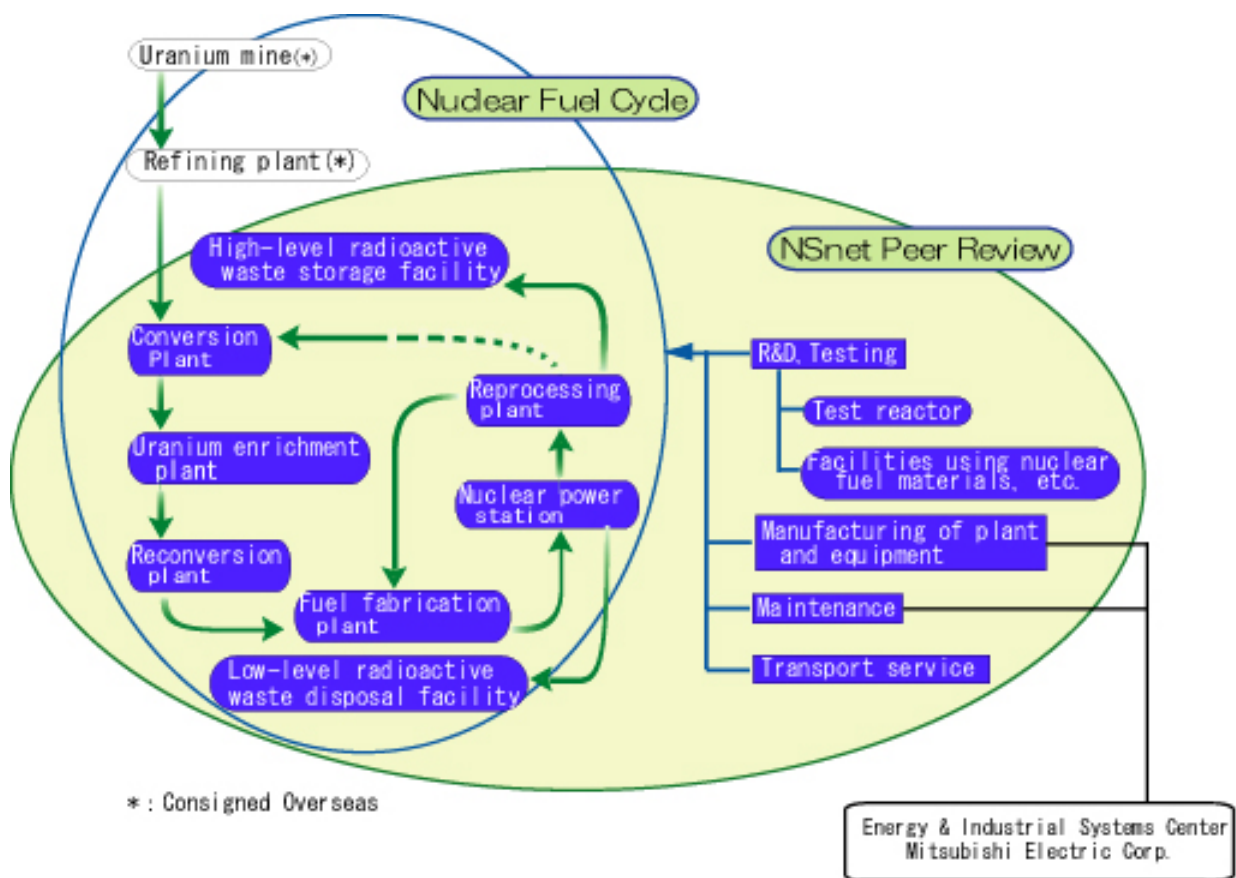 Uranium mine(*)
Nuclear Fuel Cycle
Refining plant(*)
High-level radioactive
waste storage facility
NSnet Peer Review
Conversion
Plant
Reprocessing
plant
Uranium enrichment
plant
Nuclear power
station
Reconversion
plant
Fuel fabrication
plant
Low-level radioactive
waste disposal facility
R&D,Testing
Test reactor
Facilities using nuclear
fuel materials, etc.
Manufacturing of plant
and equipment
Maintenance
Transport service
*:Consigned Overseas
Energy & Industrial Systems Center
Mitsubishi Electric Corp.